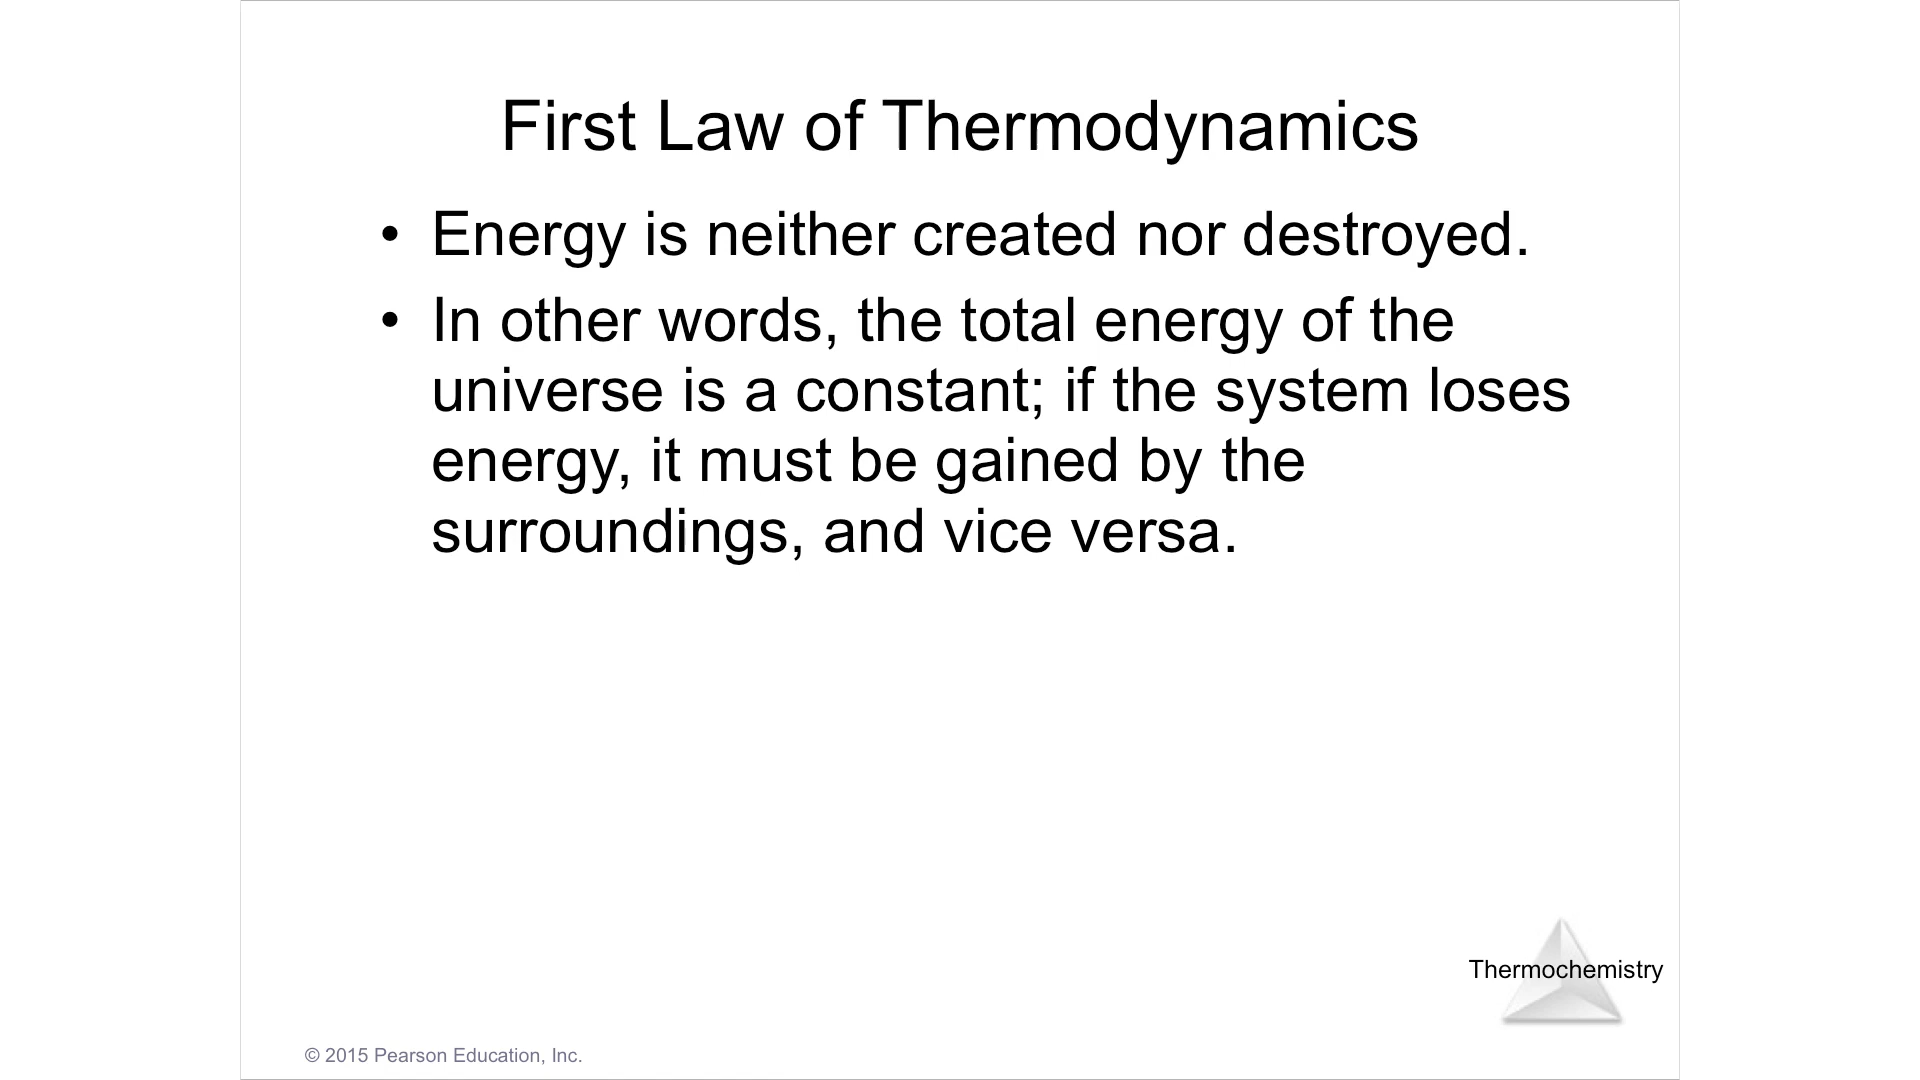 First Law of Thermodynamics
• Energy is neither created nor destroyed.
• In other words, the total energy of the
universe is a constant; if the system loses
energy, it must be gained by the
surroundings, and vice versa.
Thermochemistry
© 2015 Pearson Education, Inc.